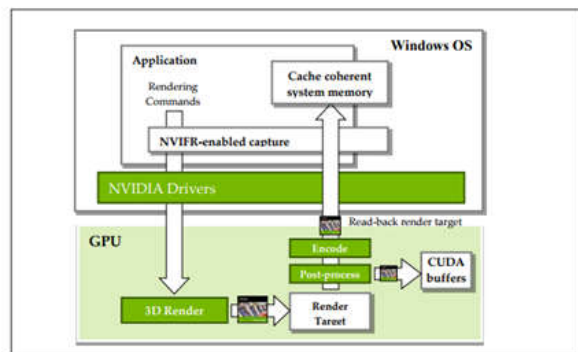 Windows OS
Application
Rendering
Commands
Cache coherent
system memory
NVIFR-enabled capture
NVIDIA Drivers
Read-back render target
GPU
Encode
Post-process
CUDA
buffers
3D Render
Render
Target